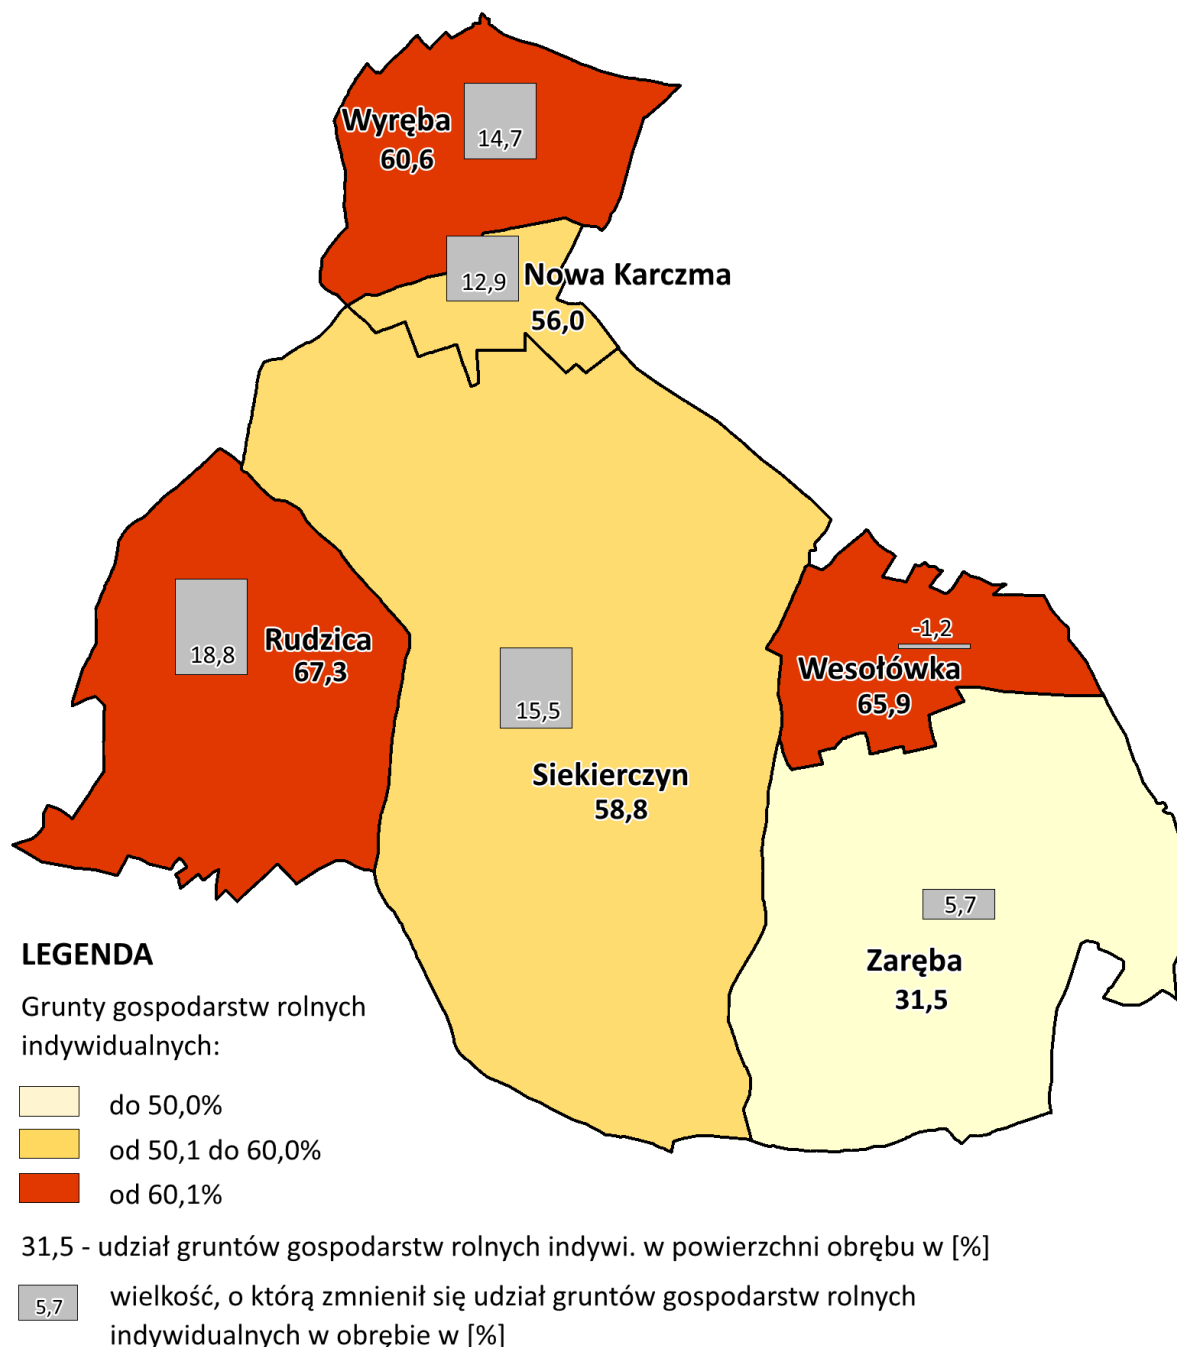 Wyręba
60,6
14,7
12,9
Nowa Karczma
56,0
18,8
Rudzica
67,3
-1,2
Wesołówka
65,9
15,5
Siekierczyn
58,8
5,7
Zaręba
31,5
LEGENDA
Grunty gospodarstw rolnych
indywidualnych:
do 50,0%
od 50,1 do 60,0%
od 60,1%
31,5 - udział gruntów gospodarstw rolnych indywi. w powierzchni obrębu w [%]
5,7
wielkość, o którą zmnienił się udział gruntów gospodarstw rolnych
indywidualnych w obrębie w [%]